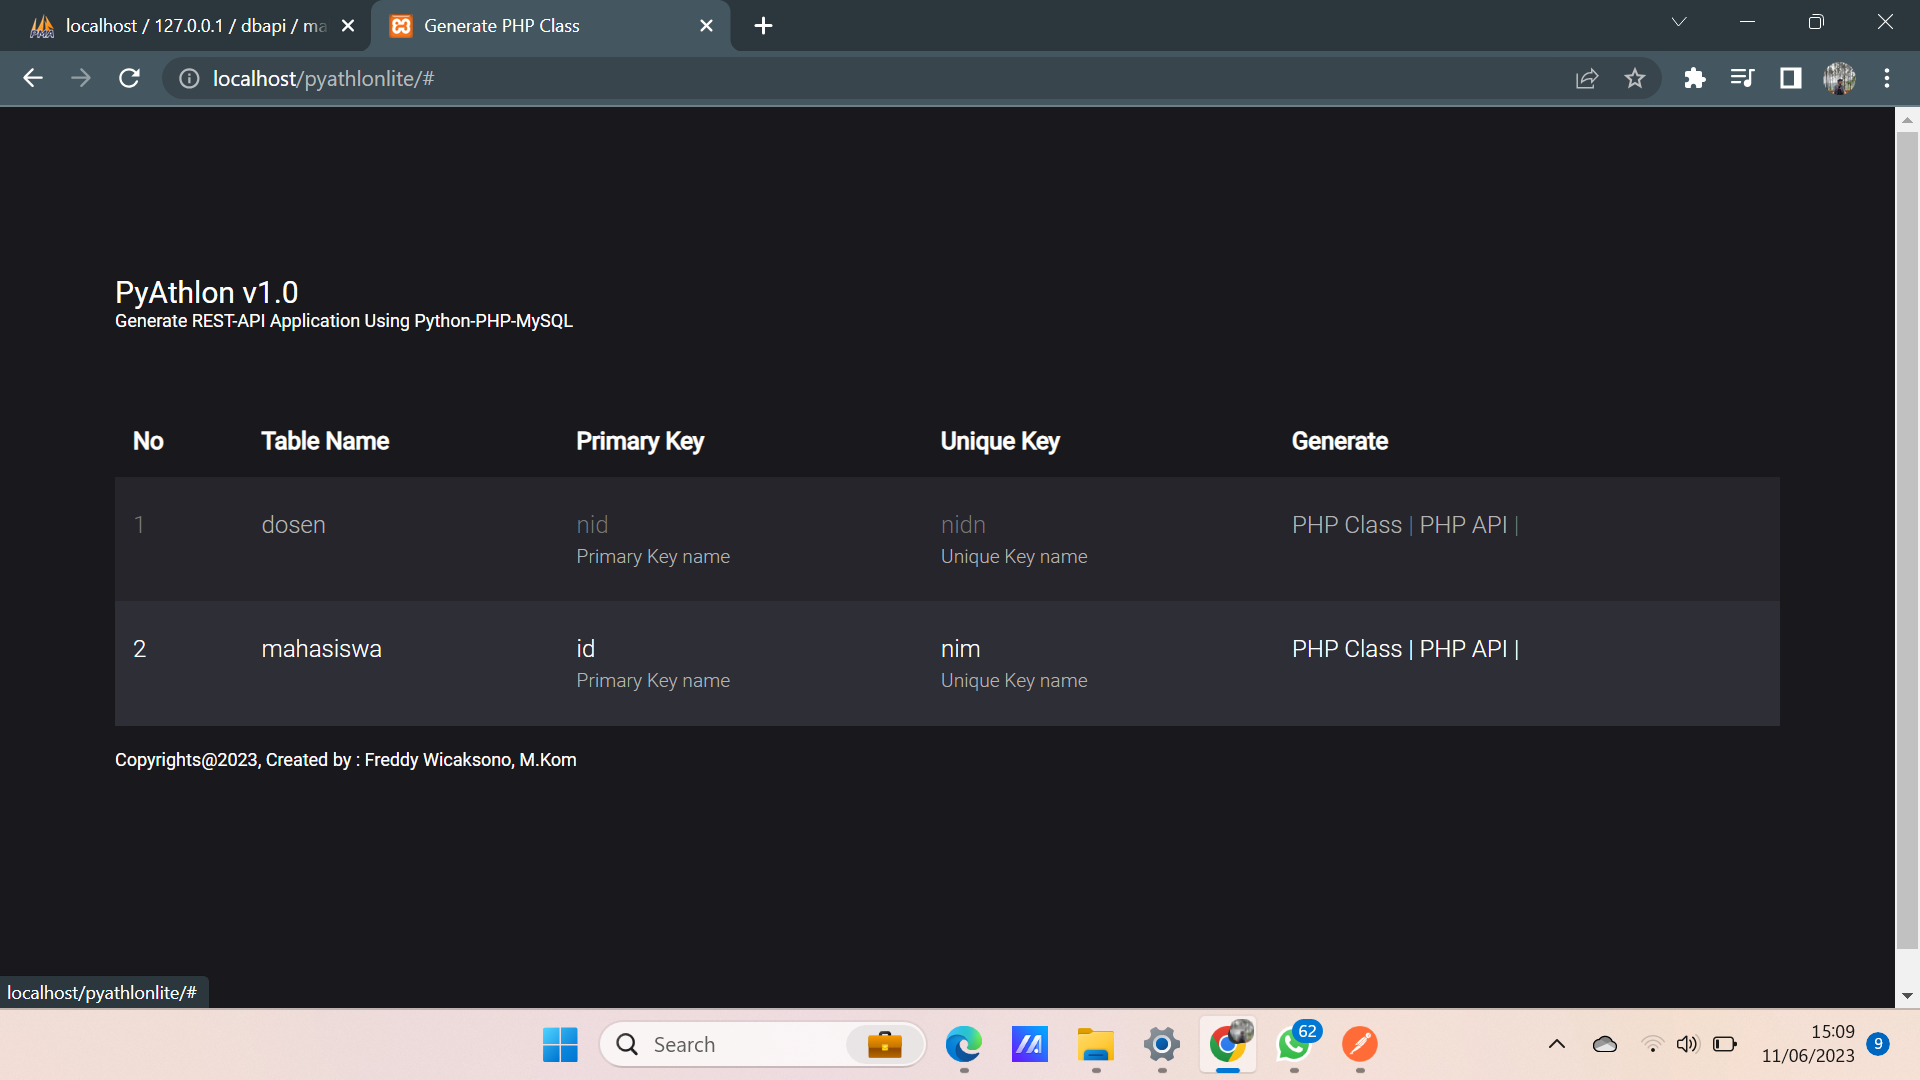 localhost / 127.0.0.1 / dbapi / ma
Generate PHP Class
localhost/pyathlonlite/#
PyAthlon v1.0
Generate REST-API Application Using Python-PHP-MySQL
No Table Name Primary Key Unique Key Generate
1 dosen nid nidn PHP Class | PHP API |
Primary Key name Unique Key name
2 mahasiswa id nim PHP Class | PHP API |
Primary Key name Unique Key name
Copyrights@2023, Created by : Freddy Wicaksono, M.Kom
localhost/pyathlonlite/#
Search
62
15:09
11/06/2023
9